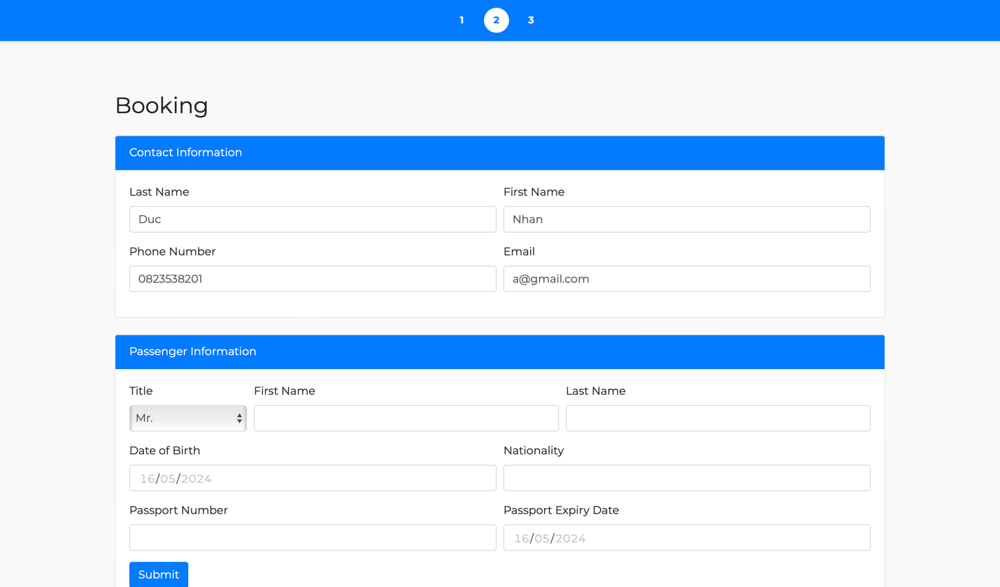 1 2 3
Booking
Contact Information
Last Name First Name
Duc Nhan
Phone Number Email
0823538201 a@gmail.com
Passenger Information
Title First Name Last Name
Mr.
Date of Birth Nationality
16/05/2024
Passport Number Passport Expiry Date
16/05/2024
Submit